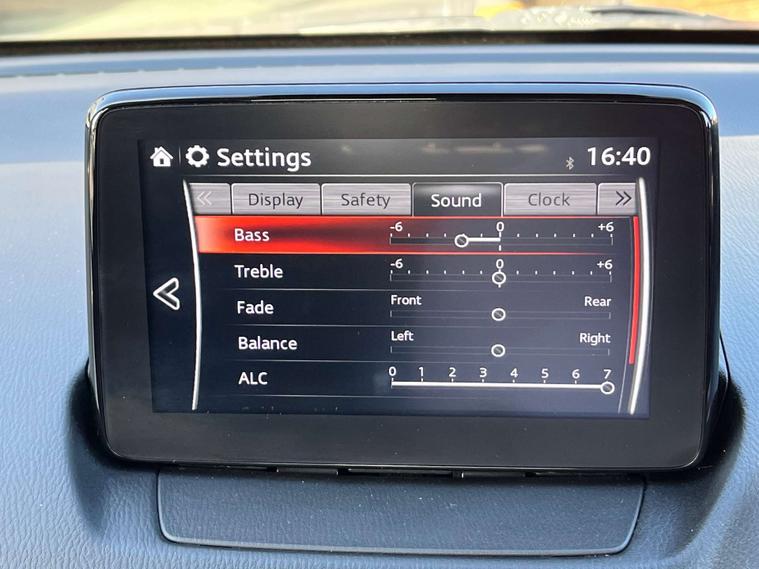 Settings 16:40
Display Safety Sound Clock
Bass -6 0 +6
Treble -6 0 +6
Fade Front Rear
Balance Left Right
ALC 0 1 2 3 4 5 6 7